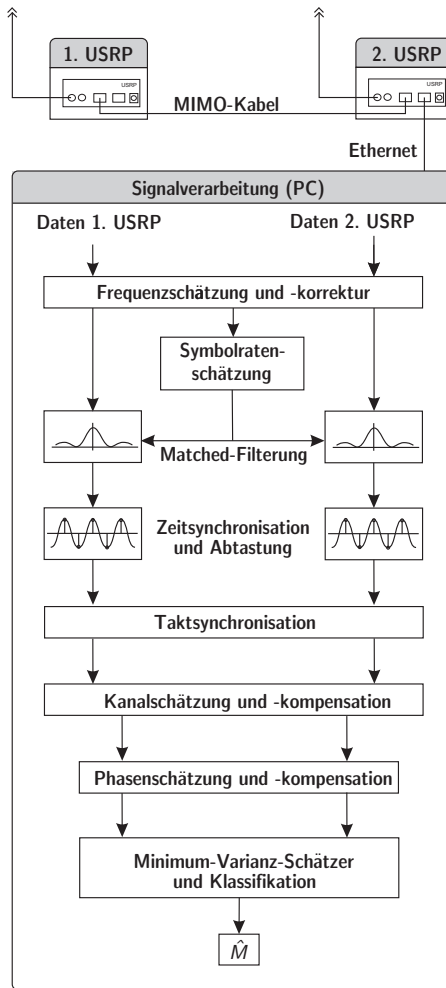 1. USRP
2. USRP
USRP
USRP
MIMO-Kabel
Ethernet
Signalverarbeitung (PC)
Daten 1. USRP
Daten 2. USRP
Frequenzschätzung und -korrektur
Symbolraten-
schätzung
Matched-Filterung
Zeitsynchronisation
und Abtastung
Taktsynchronisation
Kanalschätzung und -kompensation
Phasenschätzung und -kompensation
Minimum-Varianz-Schätzer
und Klassifikation
M̂